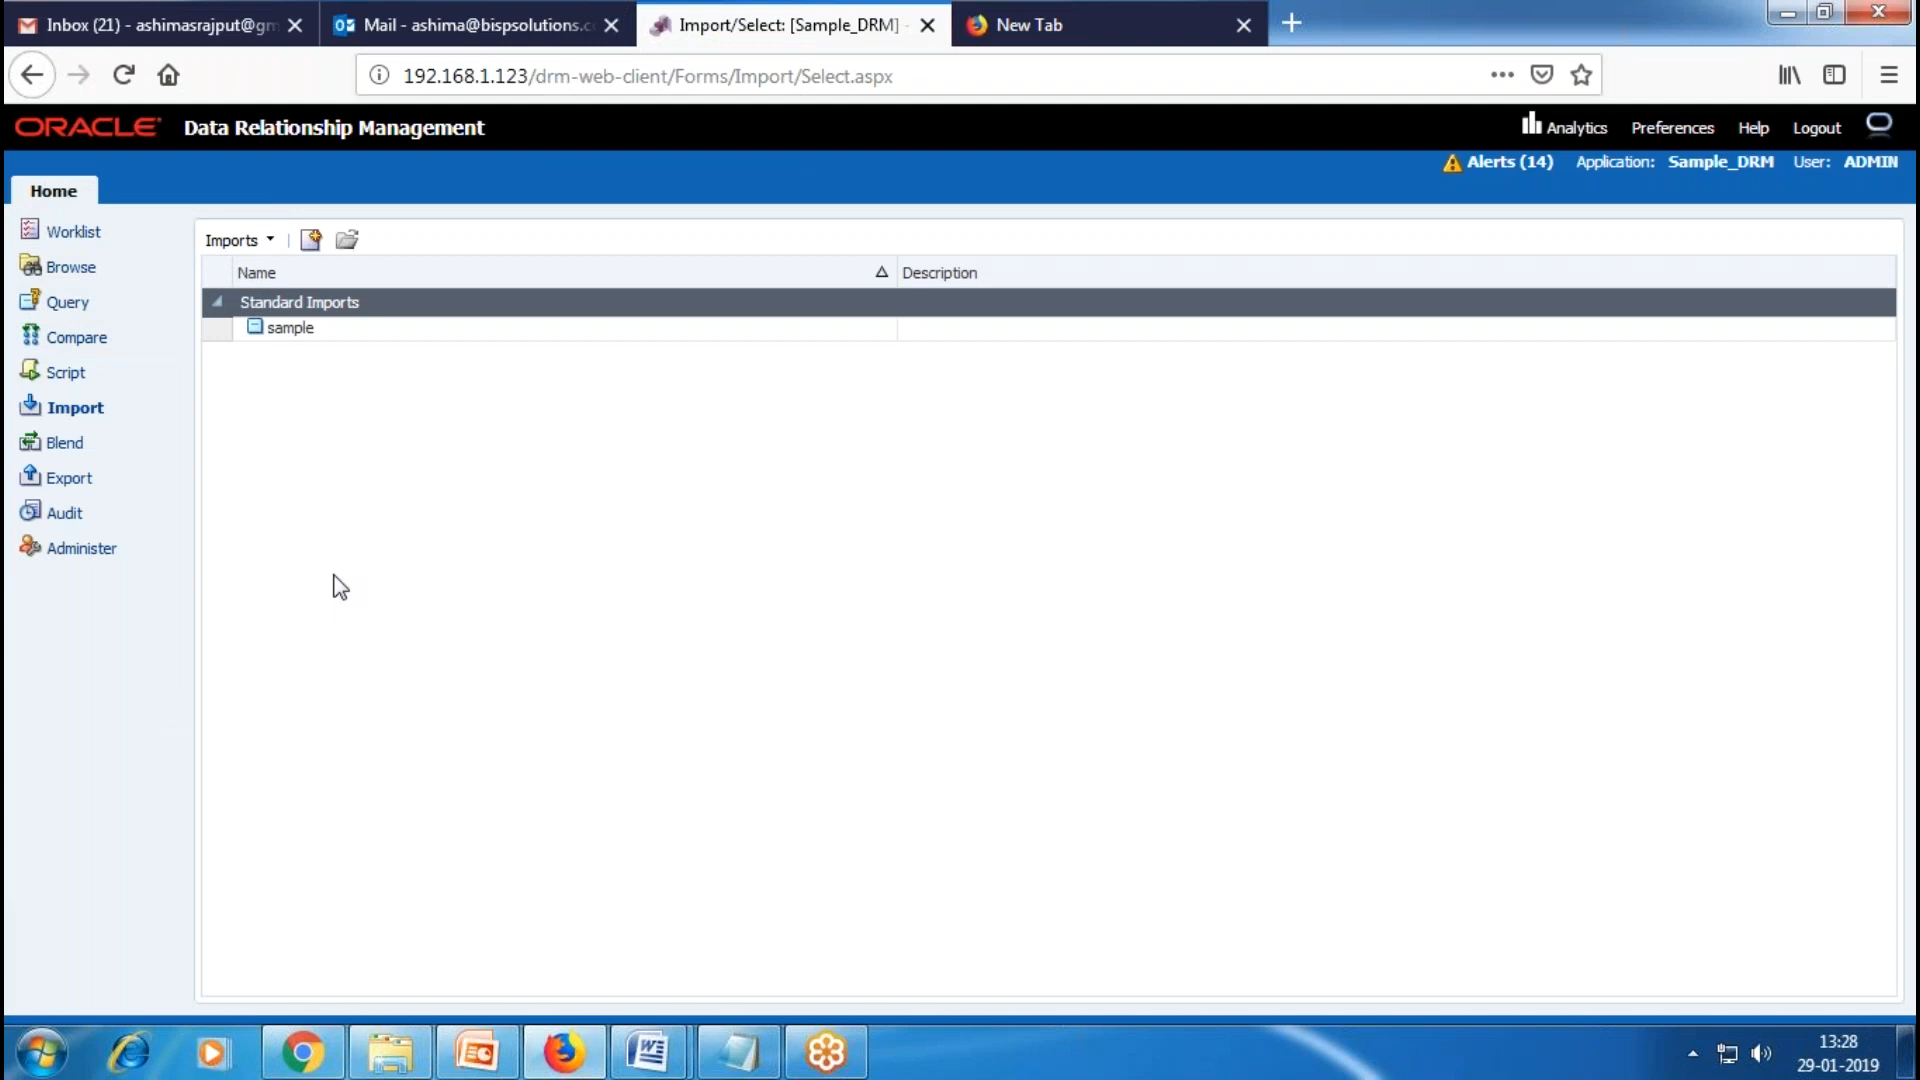 Inbox (21) - ashimasrajput@gm
Mail - ashima@bispsolutions.c
Import/Select: [Sample_DRM] -
New Tab
192.168.1.123/drm-web-client/Forms/Import/Select.aspx
ORACLE Data Relationship Management
Analytics Preferences Help Logout
Alerts (14) Application: Sample_DRM User: ADMIN
Home
Worklist
Browse
Query
Compare
Script
Import
Blend
Export
Audit
Administer
Imports
Name Description
Standard Imports
sample
13:28
29-01-2019